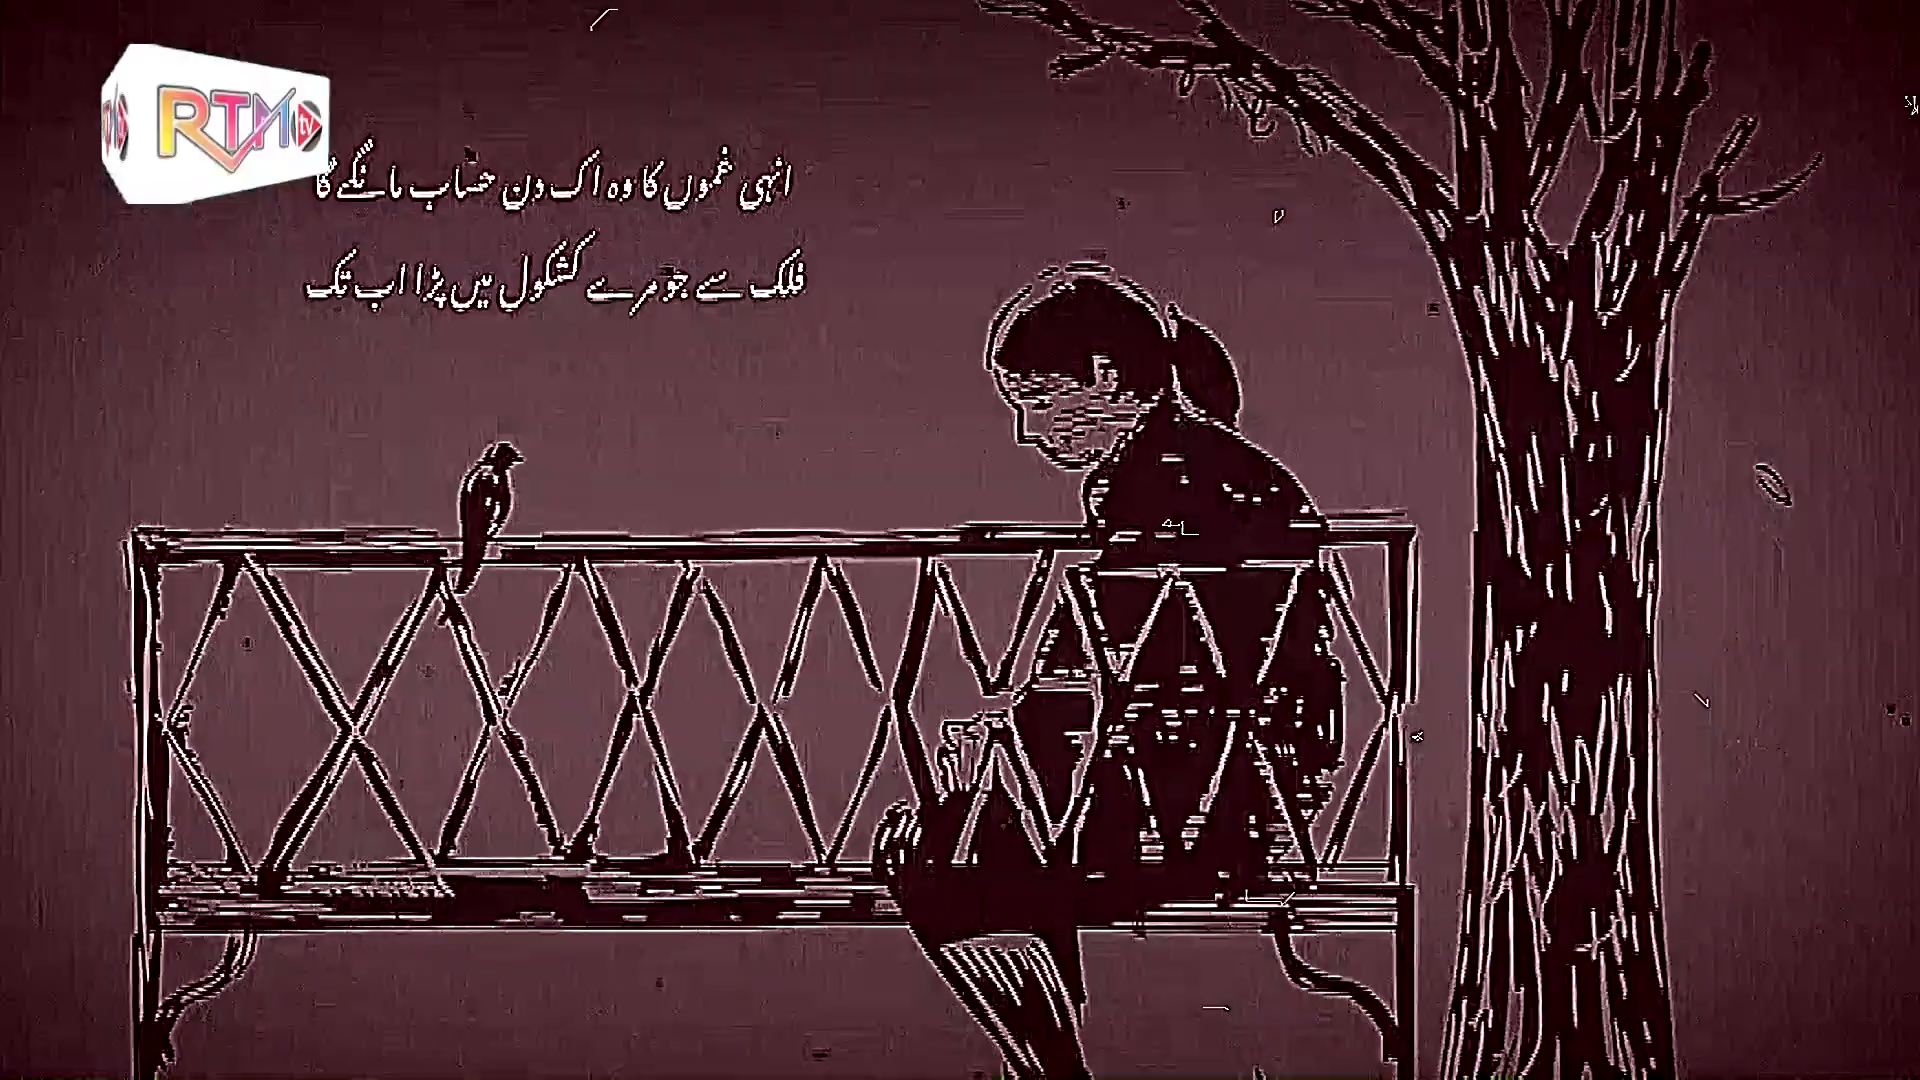 RTM tv
انہی غموں کا وہ اک دن حساب مانگے گا
فلک سے جو مرے کشکول میں پڑا اب تک